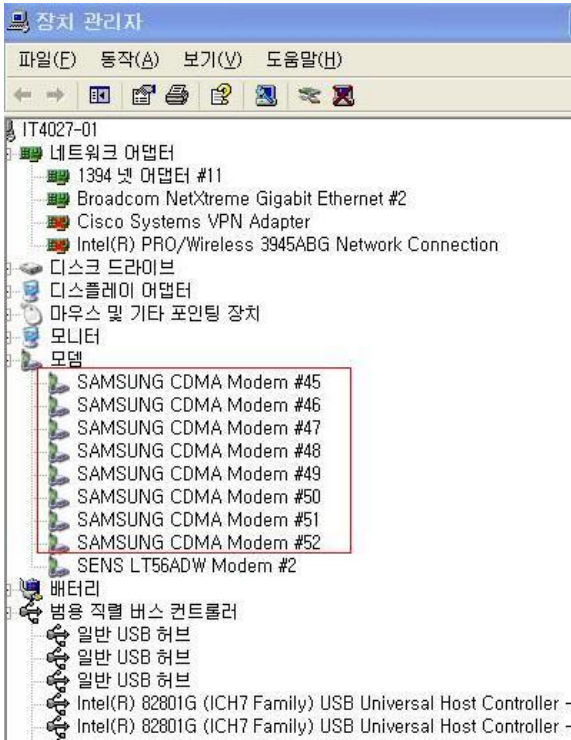 장치 관리자
파일(F) 동작(A) 보기(V) 도움말(H)
IT4027-01
네트워크 어댑터
1394 넷 어댑터 #11
Broadcom NetXtreme Gigabit Ethernet #2
Cisco Systems VPN Adapter
Intel(R) PRO/Wireless 3945ABG Network Connection
디스크 드라이브
디스플레이 어댑터
마우스 및 기타 포인팅 장치
모니터
모뎀
SAMSUNG CDMA Modem #45
SAMSUNG CDMA Modem #46
SAMSUNG CDMA Modem #47
SAMSUNG CDMA Modem #48
SAMSUNG CDMA Modem #49
SAMSUNG CDMA Modem #50
SAMSUNG CDMA Modem #51
SAMSUNG CDMA Modem #52
SENS LT56ADW Modem #2
배터리
범용 직렬 버스 컨트롤러
일반 USB 허브
일반 USB 허브
일반 USB 허브
Intel(R) 82801G (ICH7 Family) USB Universal Host Controller -
Intel(R) 82801G (ICH7 Family) USB Universal Host Controller -